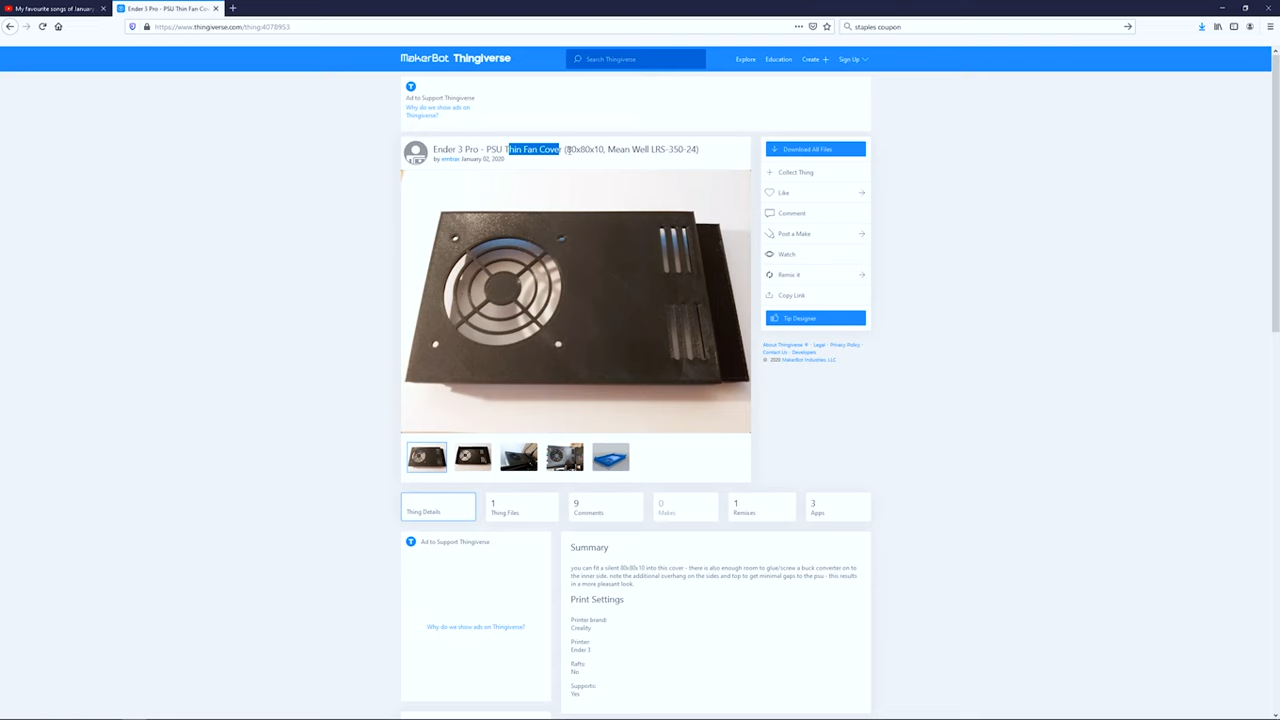 My favourite songs of January
Ender 3 Pro - PSU Thin Fan Cov
https://www.thingiverse.com/thing:4078953
staples coupon
MakerBot Thingiverse
Search Thingiverse
Explore
Education
Create +
Sign Up
Ad to Support Thingiverse
Why do we show ads on
Thingiverse?
Ender 3 Pro - PSU Thin Fan Cover (80x80x10, Mean Well LRS-350-24)
January 02, 2020
Download All Files
Collect Thing
Like
Comment
Post a Make
Watch
Remix it
Copy Link
Tip Designer
About Thingiverse ® · Legal · Privacy Policy ·
Contact Us · Developers
© 2020 MakerBot Industries, LLC
Thing Details
1
Thing Files
9
Comments
0
Makes
1
Remixes
3
Apps
Ad to Support Thingiverse
Why do we show ads on Thingiverse?
Summary
you can fit a silent 80x80x10 into this cover - there is also enough room to glue/screw a buck converter on to
the inner side. note the additional overhang on the sides and top to get minimal gaps to the psu - this results
in a more pleasant look.
Print Settings
Printer brand:
Creality
Printer:
Ender 3
Rafts:
No
Supports:
Yes